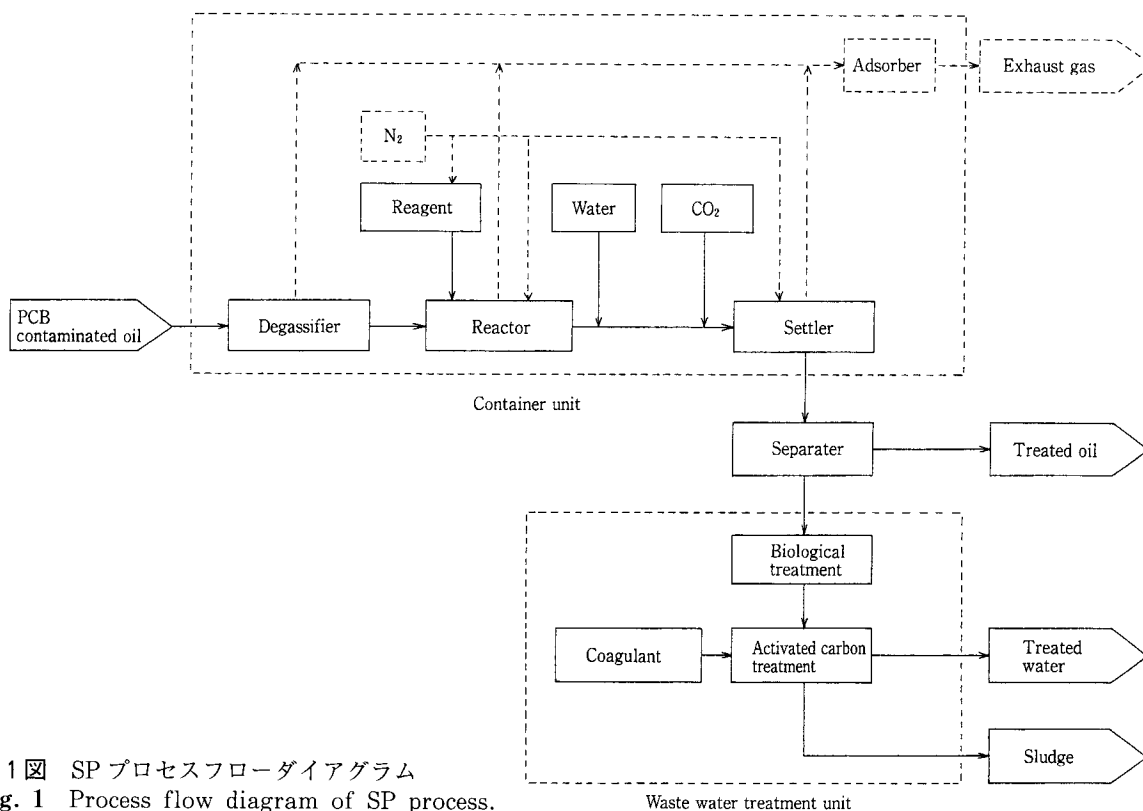 Adsorber
Exhaust gas
N₂
Reagent
Water
CO₂
PCB
contaminated oil
Degassifier
Reactor
Settler
Container unit
Separater
Treated oil
Biological
treatment
Coagulant
Activated carbon
treatment
Treated
water
Sludge
1図 SP プロセスフローダイアグラム
g. 1 Process flow diagram of SP process.
Waste water treatment unit